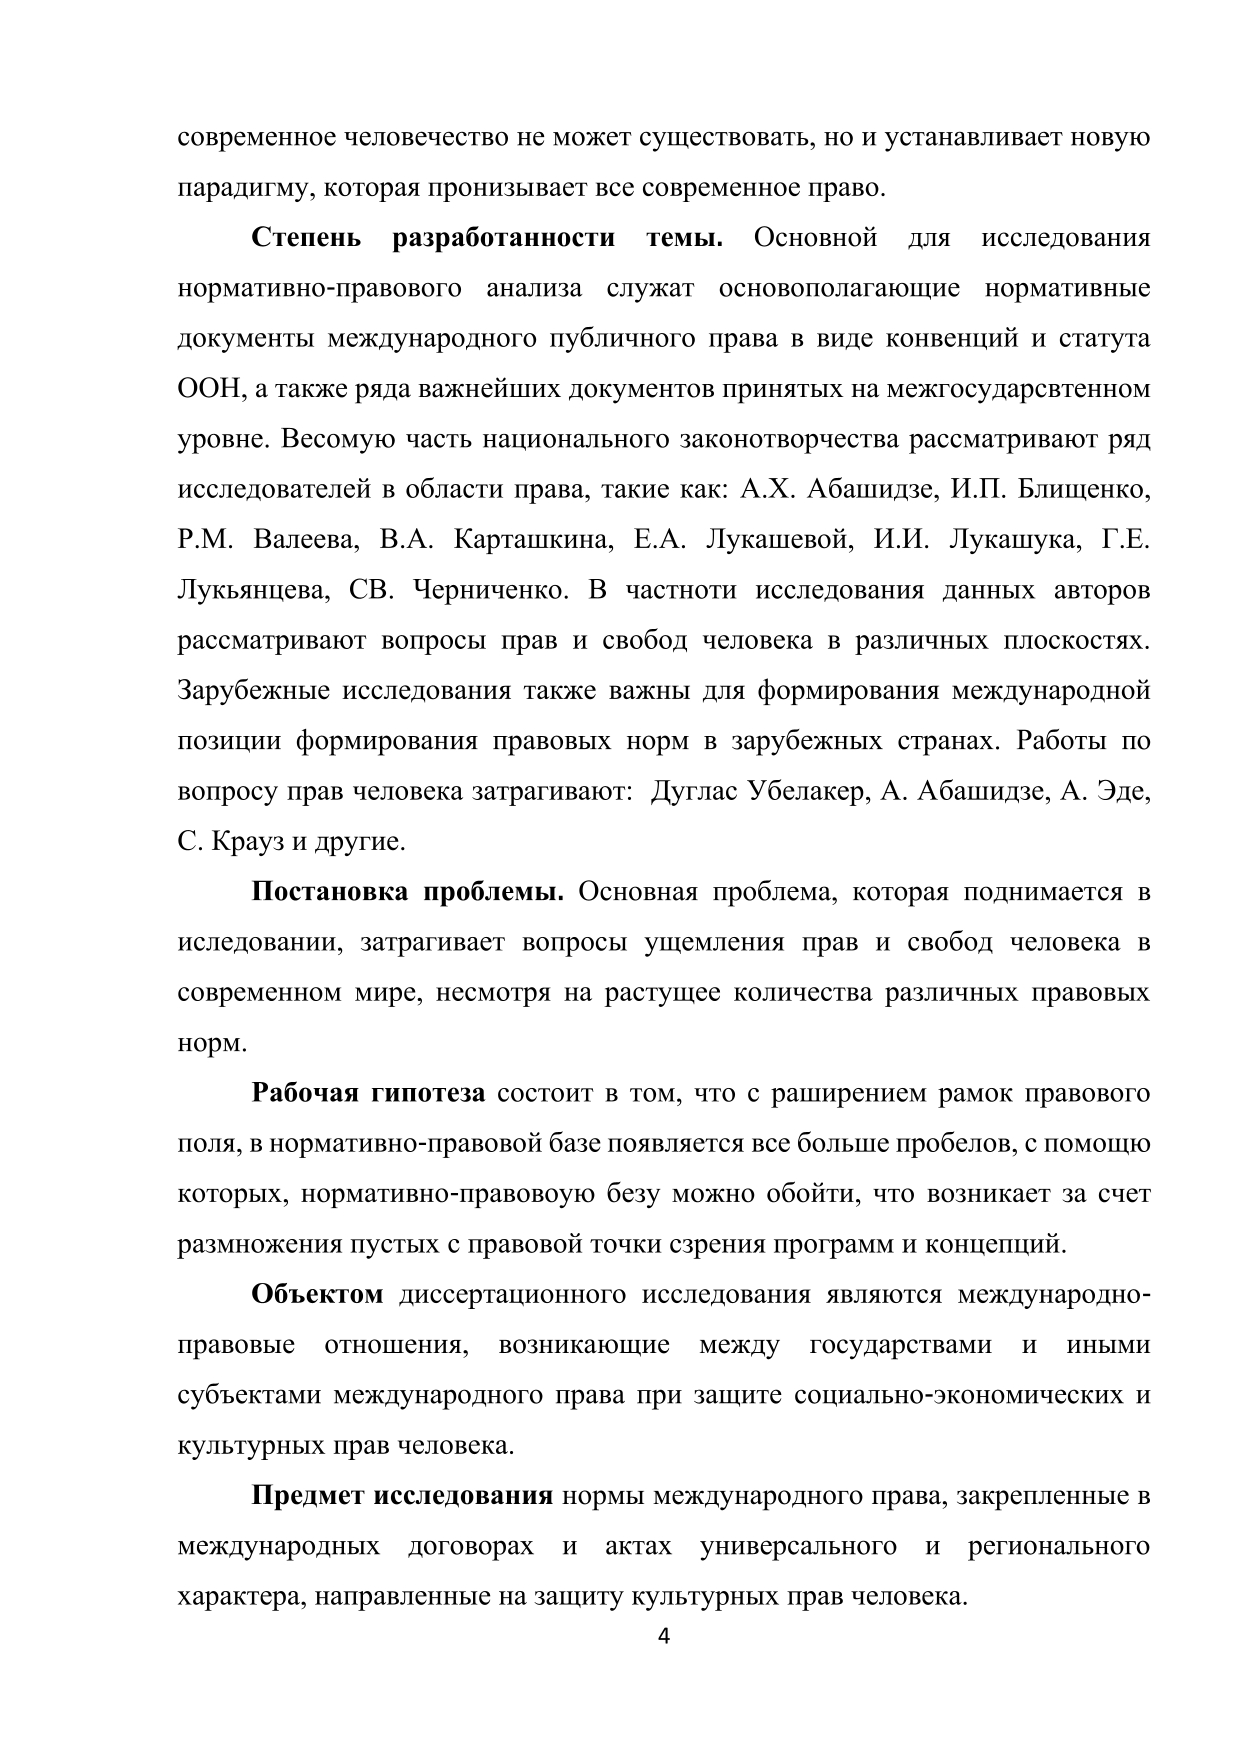 современное человечество не может существовать, но и устанавливает новую
парадигму, которая пронизывает все современное право.
Степень разработанности темы. Основной для исследования
нормативно-правового анализа служат основополагающие нормативные
документы международного публичного права в виде конвенций и статута
ООН, а также ряда важнейших документов принятых на межгосударсвтенном
уровне. Весомую часть национального законотворчества рассматривают ряд
исследователей в области права, такие как: А.Х. Абашидзе, И.П. Блищенко,
Р.М. Валеева, В.А. Карташкина, Е.А. Лукашевой, И.И. Лукашука, Г.Е.
Лукьянцева, СВ. Черниченко. В частноти исследования данных авторов
рассматривают вопросы прав и свобод человека в различных плоскостях.
Зарубежные исследования также важны для формирования международной
позиции формирования правовых норм в зарубежных странах. Работы по
вопросу прав человека затрагивают:  Дуглас Убелакер, А. Абашидзе, А. Эде,
С. Крауз и другие.
Постановка проблемы. Основная проблема, которая поднимается в
иследовании, затрагивает вопросы ущемления прав и свобод человека в
современном мире, несмотря на растущее количества различных правовых
норм.
Рабочая гипотеза состоит в том, что с раширением рамок правового
поля, в нормативно-правовой базе появляется все больше пробелов, с помощю
которых, нормативно-правовоую безу можно обойти, что возникает за счет
размножения пустых с правовой точки сзрения программ и концепций.
Объектом диссертационного исследования являются международно-
правовые отношения, возникающие между государствами и иными
субъектами международного права при защите социально-экономических и
культурных прав человека.
Предмет исследования нормы международного права, закрепленные в
международных договорах и актах универсального и регионального
характера, направленные на защиту культурных прав человека.
4